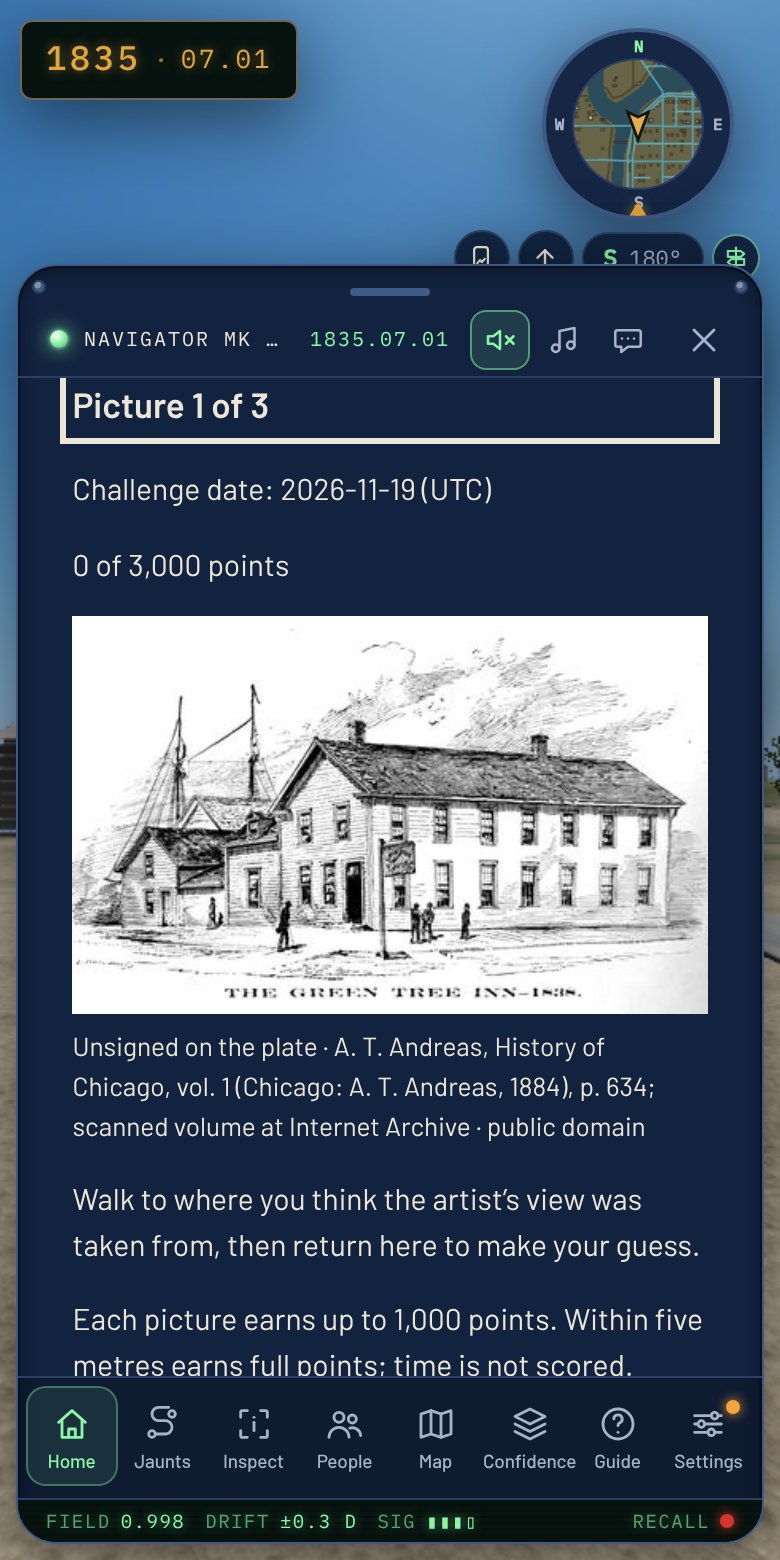 1835 · 07.01
N
W
E
S
S 180°
NAVIGATOR MK …
1835.07.01
Picture 1 of 3
Challenge date: 2026-11-19 (UTC)
0 of 3,000 points
THE GREEN TREE INN–1838.
Unsigned on the plate · A. T. Andreas, History of
Chicago, vol. 1 (Chicago: A. T. Andreas, 1884), p. 634;
scanned volume at Internet Archive · public domain
Walk to where you think the artist’s view was
taken from, then return here to make your guess.
Each picture earns up to 1,000 points. Within five
metres earns full points; time is not scored.
Home
Jaunts
Inspect
People
Map
Confidence
Guide
Settings
FIELD 0.998 DRIFT ±0.3 D SIG
RECALL